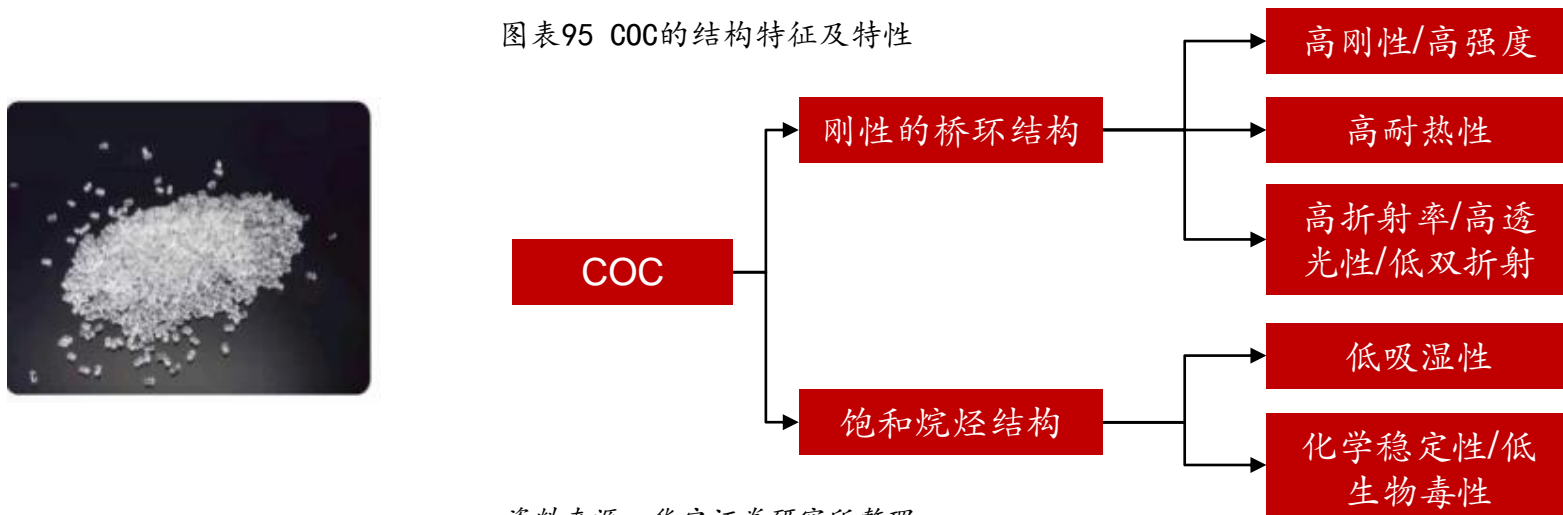 图表95 COC的结构特征及特性
高刚性/高强度
刚性的桥环结构
高耐热性
高折射率/高透
光性/低双折射
COC
低吸湿性
饱和烷烃结构
化学稳定性/低
生物毒性